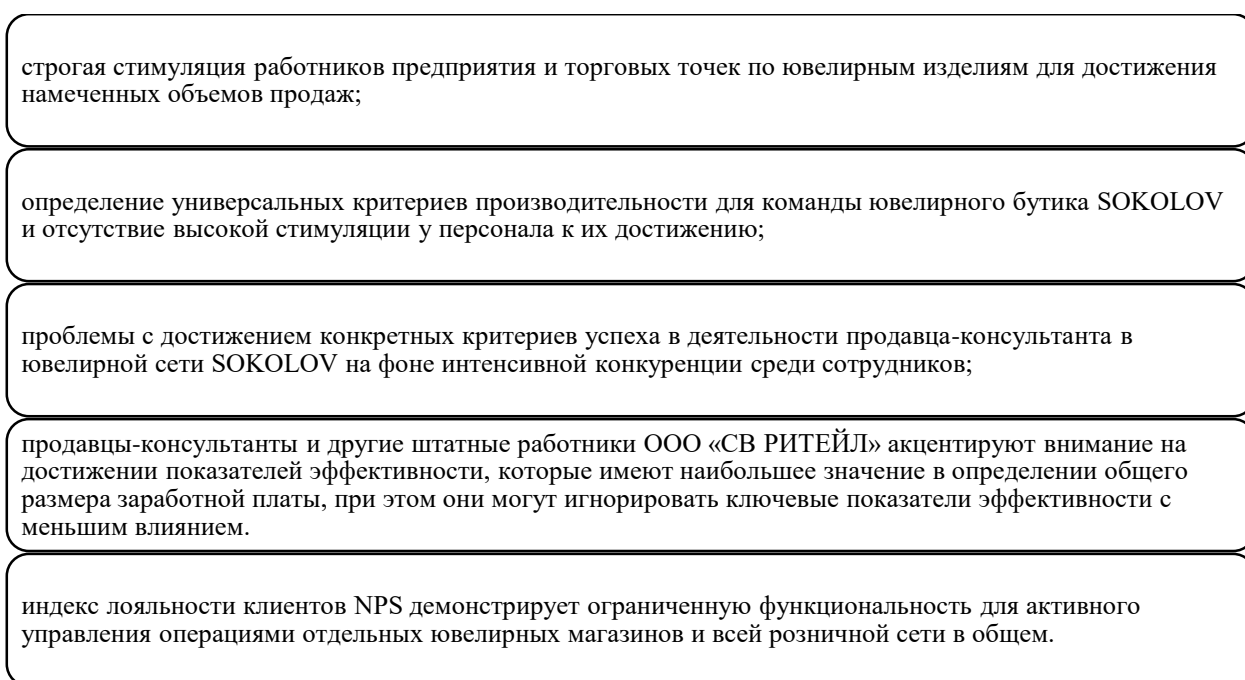 строгая стимуляция работников предприятия и торговых точек по ювелирным изделиям для достижения
намеченных объемов продаж;
определение универсальных критериев производительности для команды ювелирного бутика SOKOLOV
и отсутствие высокой стимуляции у персонала к их достижению;
проблемы с достижением конкретных критериев успеха в деятельности продавца-консультанта в
ювелирной сети SOKOLOV на фоне интенсивной конкуренции среди сотрудников;
продавцы-консультанты и другие штатные работники ООО «СВ РИТЕЙЛ» акцентируют внимание на
достижении показателей эффективности, которые имеют наибольшее значение в определении общего
размера заработной платы, при этом они могут игнорировать ключевые показатели эффективности с
меньшим влиянием.
индекс лояльности клиентов NPS демонстрирует ограниченную функциональность для активного
управления операциями отдельных ювелирных магазинов и всей розничной сети в общем.